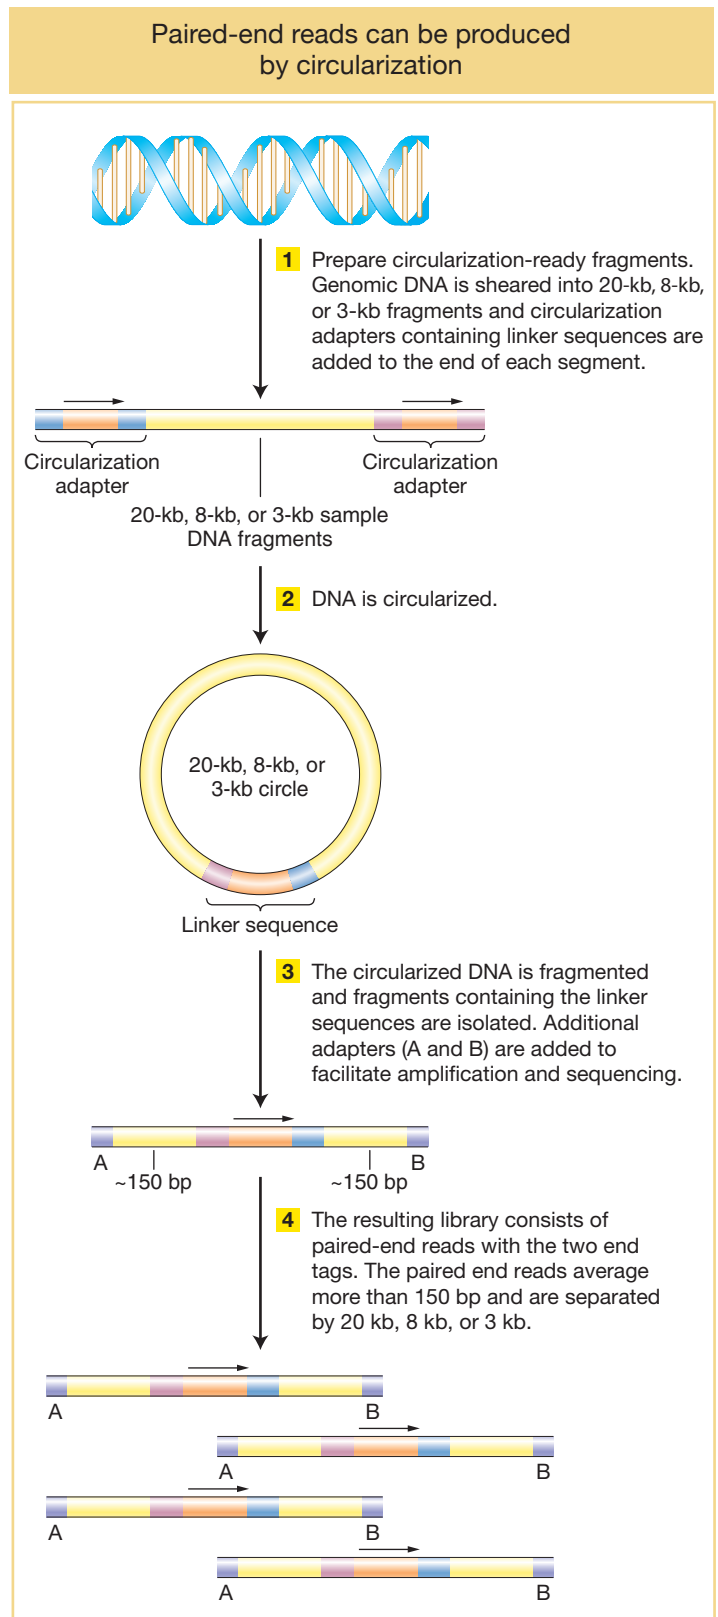 Paired-end reads can be produced
by circularization
1 Prepare circularization-ready fragments.
Genomic DNA is sheared into 20-kb, 8-kb,
or 3-kb fragments and circularization
adapters containing linker sequences are
added to the end of each segment.
Circularization
adapter
Circularization
adapter
20-kb, 8-kb, or 3-kb sample
DNA fragments
2 DNA is circularized.
20-kb, 8-kb, or
3-kb circle
Linker sequence
3 The circularized DNA is fragmented
and fragments containing the linker
sequences are isolated. Additional
adapters (A and B) are added to
facilitate amplification and sequencing.
A B
~150 bp ~150 bp
4 The resulting library consists of
paired-end reads with the two end
tags. The paired end reads average
more than 150 bp and are separated
by 20 kb, 8 kb, or 3 kb.
A B
A B
A B
A B